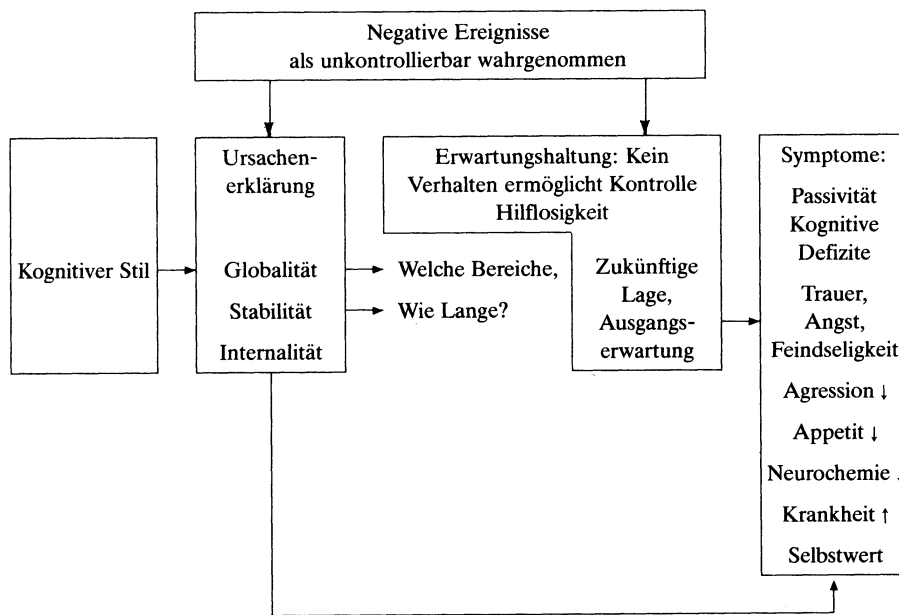 Negative Ereignisse
als unkontrollierbar wahrgenommen
Kognitiver Stil
Ursachen-
erklärung
Globalität
Stabilität
Internalität
Welche Bereiche,
Wie Lange?
Erwartungshaltung: Kein
Verhalten ermöglicht Kontrolle
Hilflosigkeit
Zukünftige
Lage,
Ausgangs-
erwartung
Symptome:
Passivität
Kognitive
Defizite
Trauer,
Angst,
Feindseligkeit
Agression ↓
Appetit ↓
Neurochemie
Krankheit ↑
Selbstwert